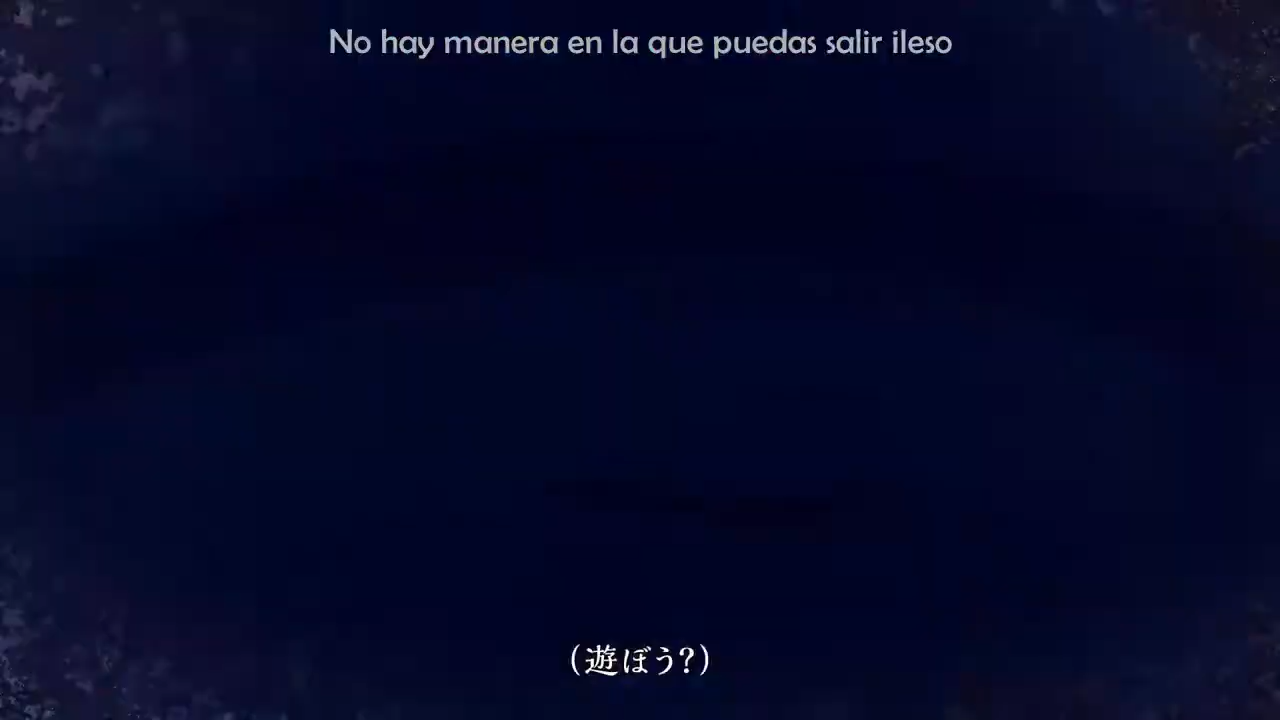 No hay manera en la que puedas salir ileso
(遊ぼう?)